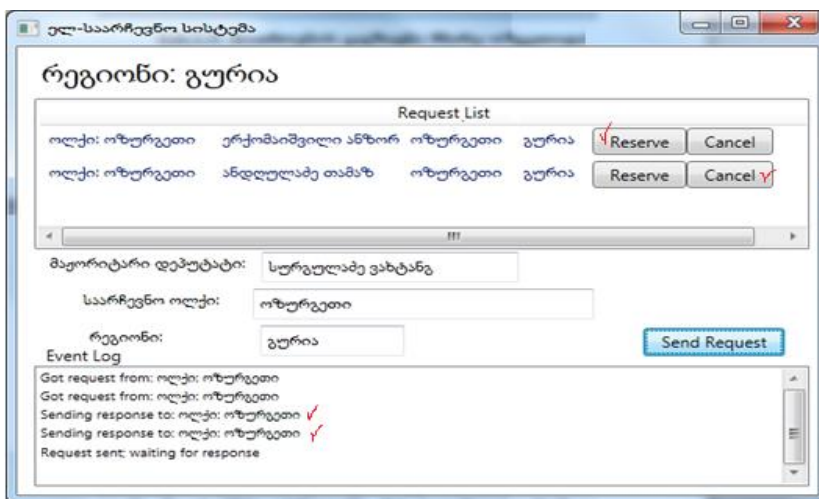 ელ-საარჩევნო სისტემა
რეგიონი: გურია
Request List
ოლქი: ოზურგეთი ერქომაიშვილი ანზორ ოზურგეთი გურია Reserve Cancel
ოლქი: ოზურგეთი ანდღულაძე თამაზ ოზურგეთი გურია Reserve Cancel
მაჟორიტარი დეპუტატი: სურგულაძე ვახტანგ
საარჩევნო ოლქი: ოზურგეთი
რეგიონი: გურია Send Request
Event Log
Got request from: ოლქი: ოზურგეთი
Got request from: ოლქი: ოზურგეთი
Sending response to: ოლქი: ოზურგეთი
Sending response to: ოლქი: ოზურგეთი
Request sent; waiting for response